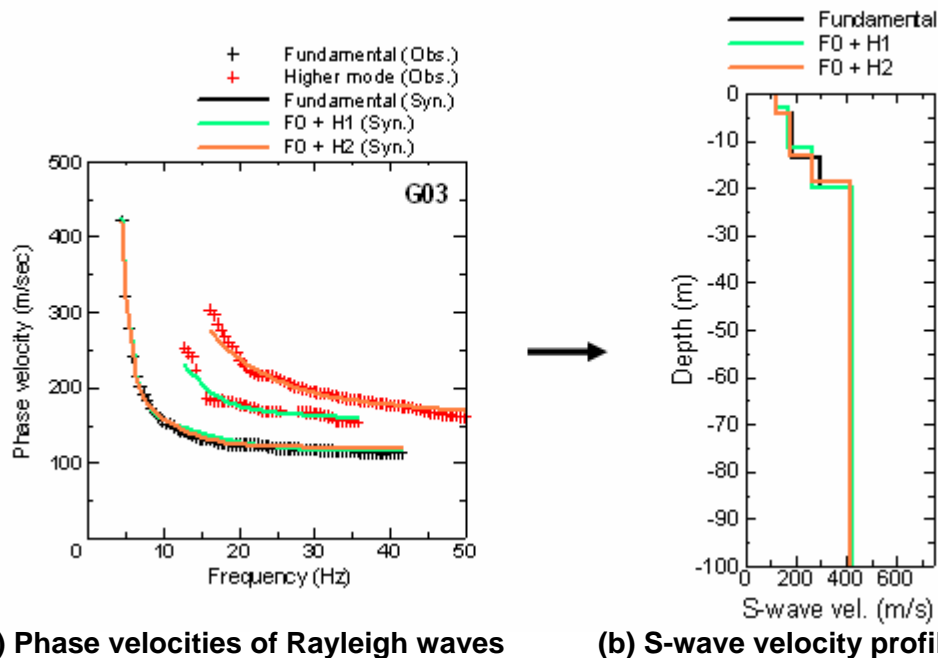 Fundamental (Obs.)
Higher mode (Obs.)
Fundamental (Syn.)
F0 + H1 (Syn.)
F0 + H2 (Syn.)
500
400
300
200
100
0
10
20
30
40
50
G03
Phase velocity (m/sec)
Frequency (Hz)
) Phase velocities of Rayleigh waves
Fundamental
F0 + H1
F0 + H2
0
-10
-20
-30
-40
-50
-60
-70
-80
-90
-100
0
200
400
600
Depth (m)
S-wave vel. (m/s)
(b) S-wave velocity profil